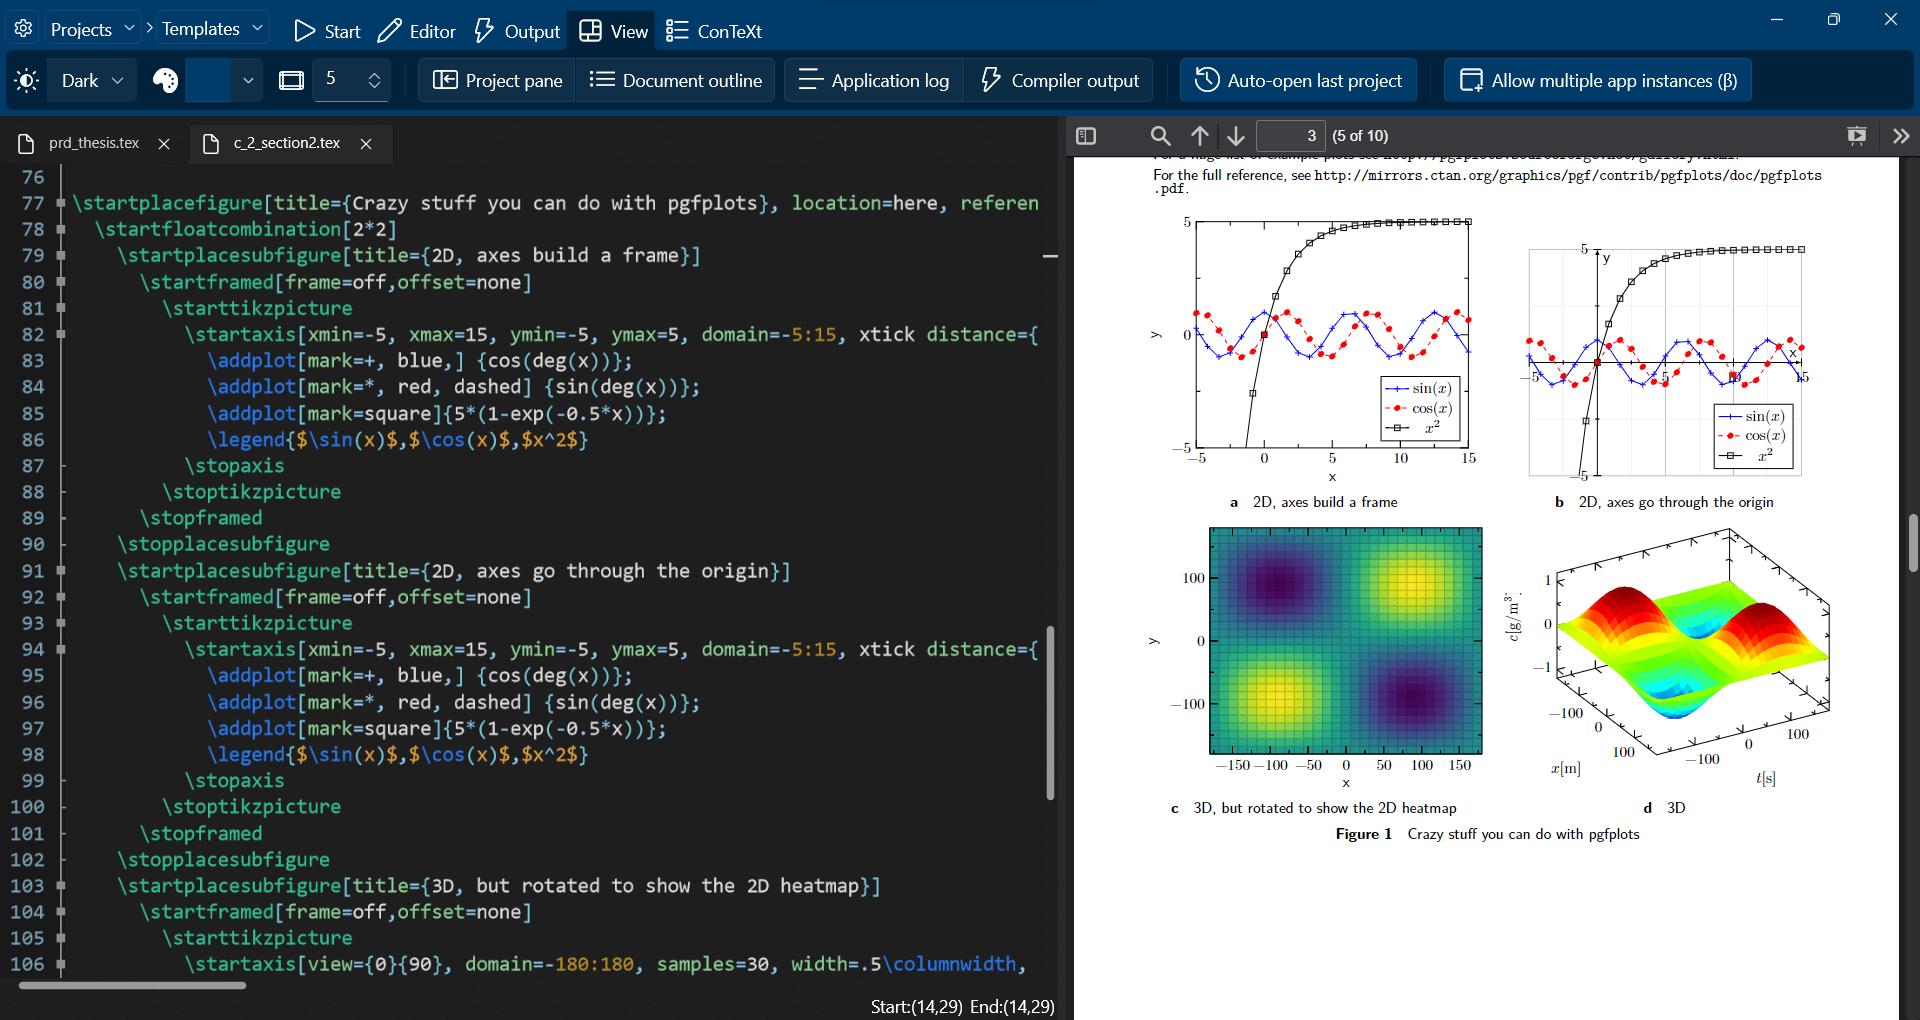 Projects > Templates Start Editor Output View ConTeXt
Dark 5 Project pane Document outline Application log Compiler output Auto-open last project Allow multiple app instances (β)
prd_thesis.tex c_2_section2.tex
76
77 \startplacefigure[title={Crazy stuff you can do with pgfplots}, location=here, referen
78 \startfloatcombination[2*2]
79 \startplacesubfigure[title={2D, axes build a frame}]
80 \startframed[frame=off,offset=none]
81 \starttikzpicture
82 \startaxis[xmin=-5, xmax=15, ymin=-5, ymax=5, domain=-5:15, xtick distance={
83 \addplot[mark=+, blue,] {cos(deg(x))};
84 \addplot[mark=*, red, dashed] {sin(deg(x))};
85 \addplot[mark=square]{5*(1-exp(-0.5*x))};
86 \legend{$\sin(x)$,$\cos(x)$,$x^2$}
87 \stopaxis
88 \stoptikzpicture
89 \stopframed
90 \stopplacesubfigure
91 \startplacesubfigure[title={2D, axes go through the origin}]
92 \startframed[frame=off,offset=none]
93 \starttikzpicture
94 \startaxis[xmin=-5, xmax=15, ymin=-5, ymax=5, domain=-5:15, xtick distance={
95 \addplot[mark=+, blue,] {cos(deg(x))};
96 \addplot[mark=*, red, dashed] {sin(deg(x))};
97 \addplot[mark=square]{5*(1-exp(-0.5*x))};
98 \legend{$\sin(x)$,$\cos(x)$,$x^2$}
99 \stopaxis
100 \stoptikzpicture
101 \stopframed
102 \stopplacesubfigure
103 \startplacesubfigure[title={3D, but rotated to show the 2D heatmap}]
104 \startframed[frame=off,offset=none]
105 \starttikzpicture
106 \startaxis[view={0}{90}, domain=-180:180, samples=30, width=.5\columnwidth,
Start:(14,29) End:(14,29)
3 (5 of 10)
For the full reference, see http://mirrors.ctan.org/graphics/pgf/contrib/pgfplots/doc/pgfplots
.pdf.
5
y 0
−5
−5 0 5 10 15
x
sin(x)
cos(x)
x²
a 2D, axes build a frame
5 y
x
−5 5 10 15
−5
sin(x)
cos(x)
x²
b 2D, axes go through the origin
100
y 0
−100
−150 −100 −50 0 50 100 150
x
c 3D, but rotated to show the 2D heatmap
1
c[g/m³] 0
−1
−100 0 100
x[m]
−100 0 100
t[s]
d 3D
Figure 1 Crazy stuff you can do with pgfplots